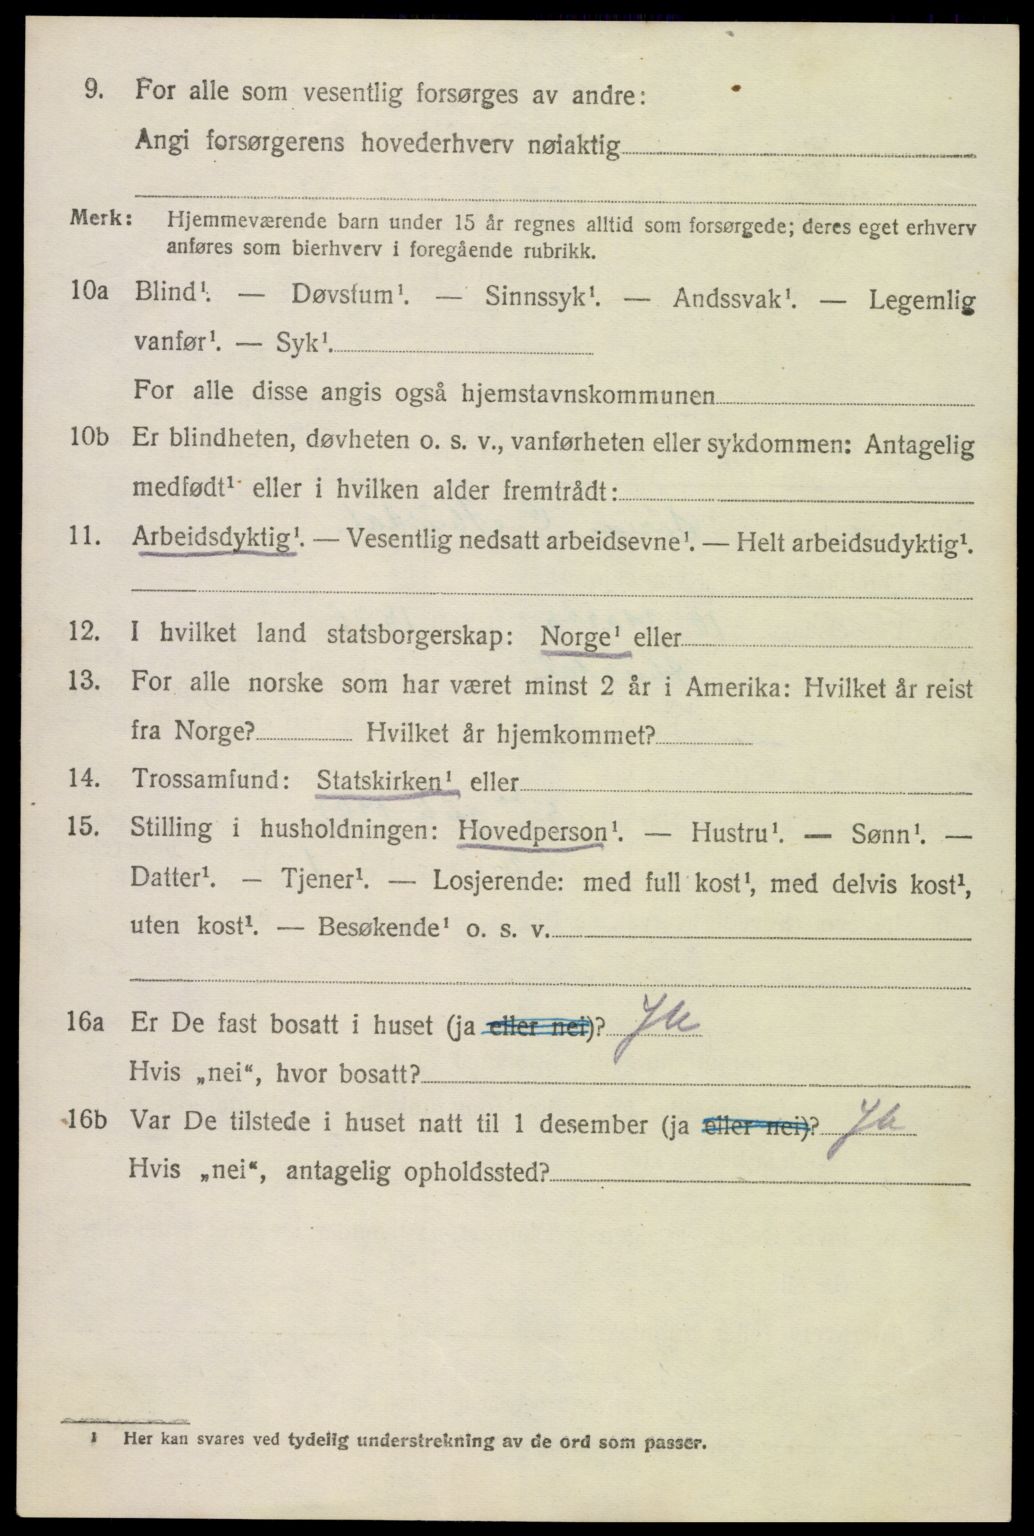 9. For alle som vesentlig forsørges av andre:
Angi forsørgerens hovederhverv nøiaktig
Merk: Hjemmeværende barn under 15 år regnes alltid som forsørgede; deres eget erhverv
anføres som bierhverv i foregående rubrikk.
10a Blind¹. — Døvstum¹. — Sinnssyk¹. — Andssvak¹. — Legemlig
vanfør¹. — Syk¹.
For alle disse angis også hjemstavnskommunen
10b Er blindheten, døvheten o. s. v., vanførheten eller sykdommen: Antagelig
medfødt¹ eller i hvilken alder fremtrådt:
11. Arbeidsdyktig¹. — Vesentlig nedsatt arbeidsevne¹. — Helt arbeidsudyktig¹.
12. I hvilket land statsborgerskap: Norge¹ eller
13. For alle norske som har været minst 2 år i Amerika: Hvilket år reist
fra Norge? Hvilket år hjemkommet?
14. Trossamfund: Statskirken¹ eller
15. Stilling i husholdningen: Hovedperson¹. — Hustru¹. — Sønn¹. —
Datter¹. — Tjener¹. — Losjerende: med full kost¹, med delvis kost¹,
uten kost¹. — Besøkende¹ o. s. v.
16a Er De fast bosatt i huset (ja eller nei)? Ja
Hvis „nei“, hvor bosatt?
16b Var De tilstede i huset natt til 1 desember (ja eller nei)? Ja
Hvis „nei“, antagelig opholdssted?
1 Her kan svares ved tydelig understrekning av de ord som passer.